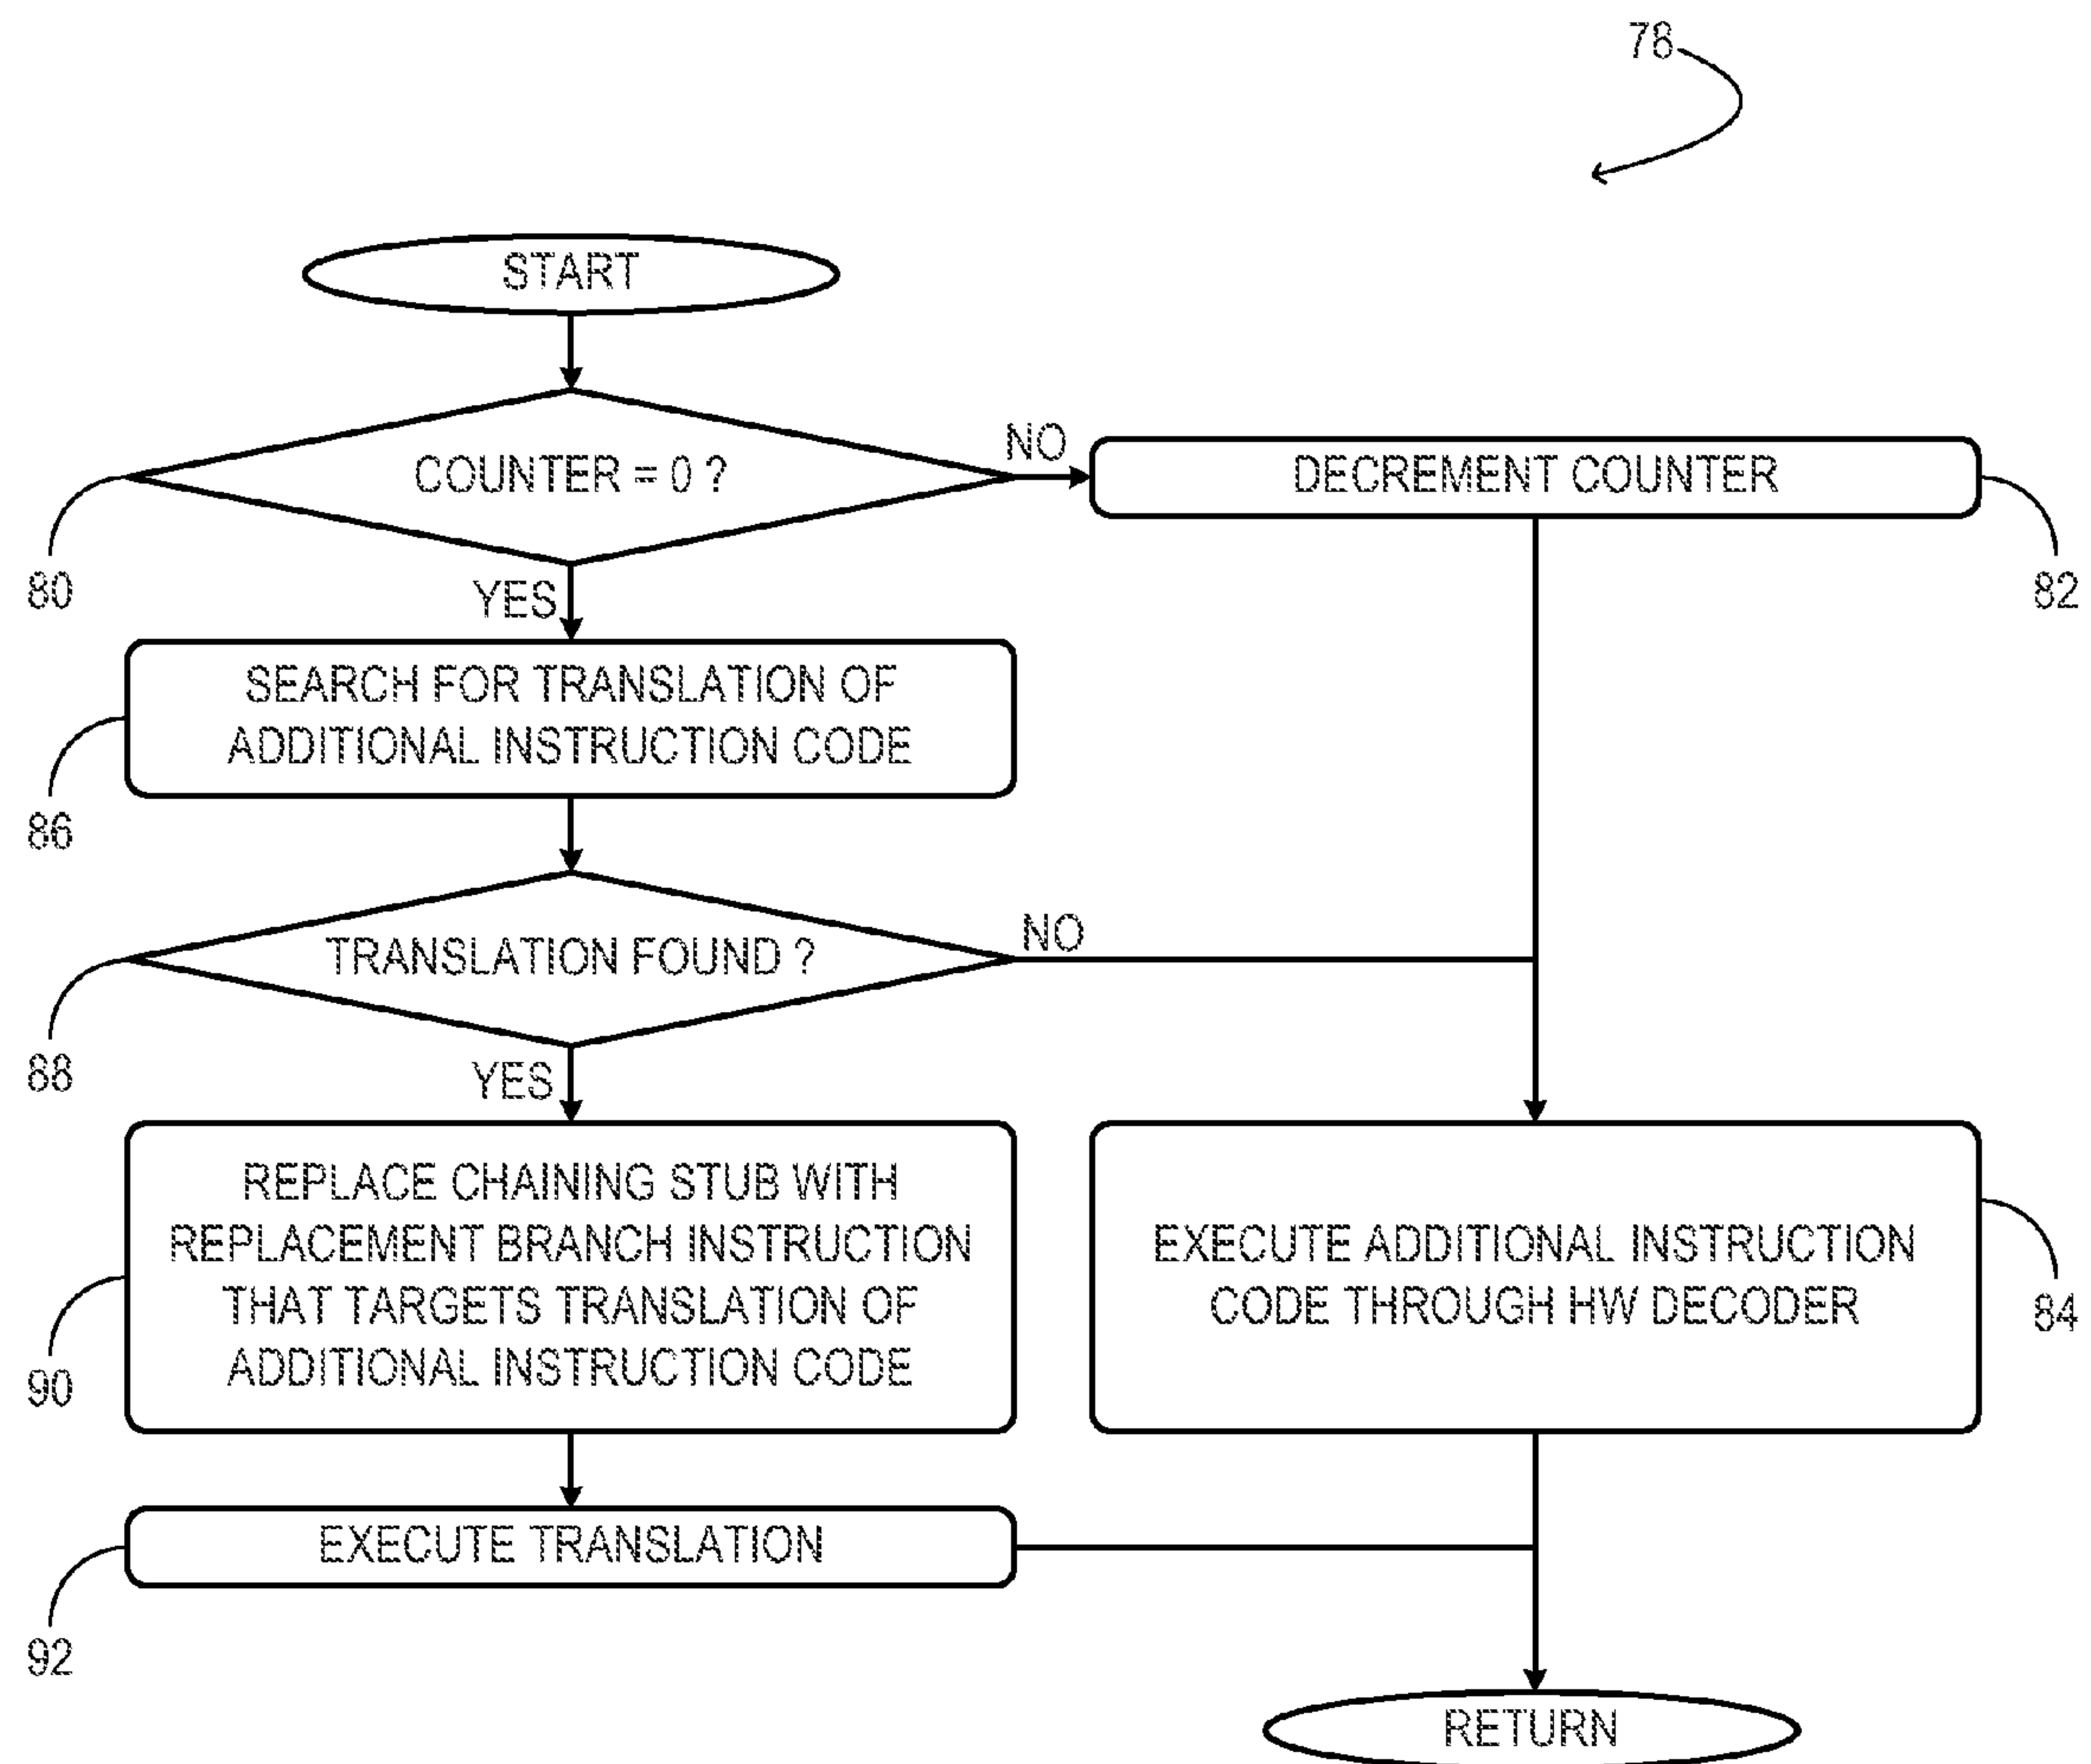 78
START
COUNTER = 0 ?
NO
DECREMENT COUNTER
80
82
YES
SEARCH FOR TRANSLATION OF
ADDITIONAL INSTRUCTION CODE
86
TRANSLATION FOUND ?
NO
88
YES
REPLACE CHAINING STUB WITH
REPLACEMENT BRANCH INSTRUCTION
THAT TARGETS TRANSLATION OF
ADDITIONAL INSTRUCTION CODE
90
EXECUTE ADDITIONAL INSTRUCTION
CODE THROUGH HW DECODER
84
EXECUTE TRANSLATION
92
RETURN